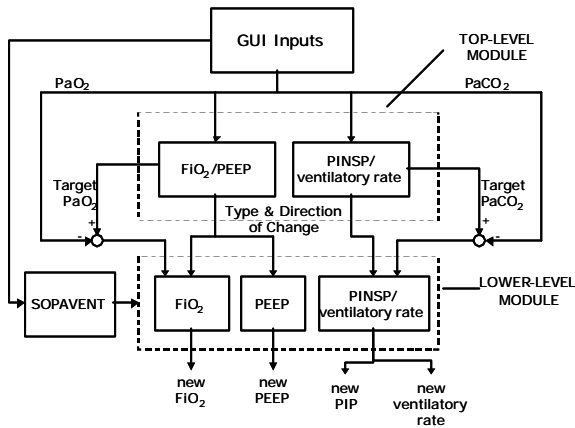 GUI Inputs
TOP-LEVEL
MODULE
PaO₂
PaCO₂
FiO₂/PEEP
PINSP/
ventilatory rate
Target
PaO₂
+
-
Type & Direction
of Change
Target
PaCO₂
+
-
SOPAVENT
FiO₂
PEEP
PINSP/
ventilatory rate
LOWER-LEVEL
MODULE
new
FiO₂
new
PEEP
new
PIP
new
ventilatory
rate